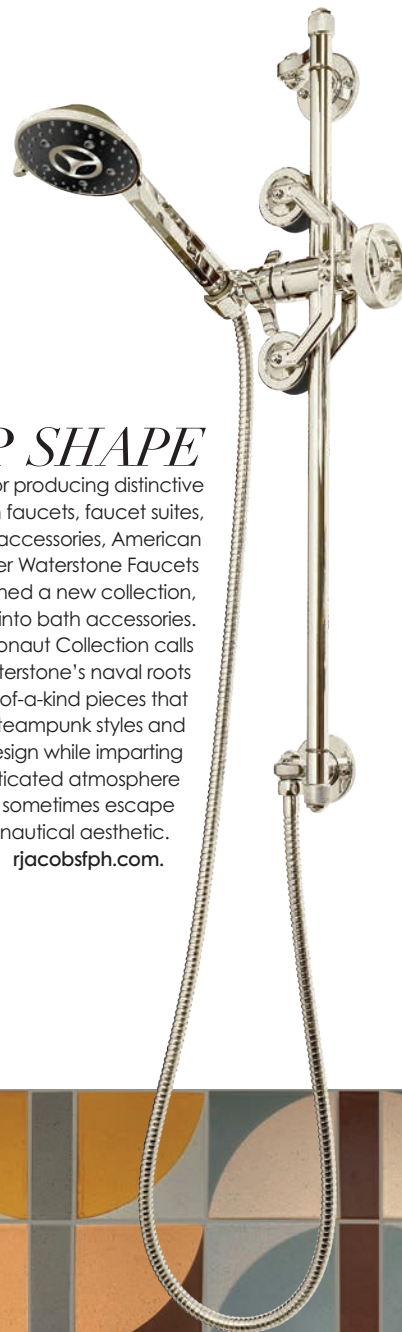 P SHAPE
or producing distinctive
n faucets, faucet suites,
accessories, American
er Waterstone Faucets
hed a new collection,
into bath accessories.
onaut Collection calls
terstone's naval roots
of-a-kind pieces that
teampunk styles and
esign while imparting
ticated atmosphere
sometimes escape
nautical aesthetic.
rjacobsfph.com.